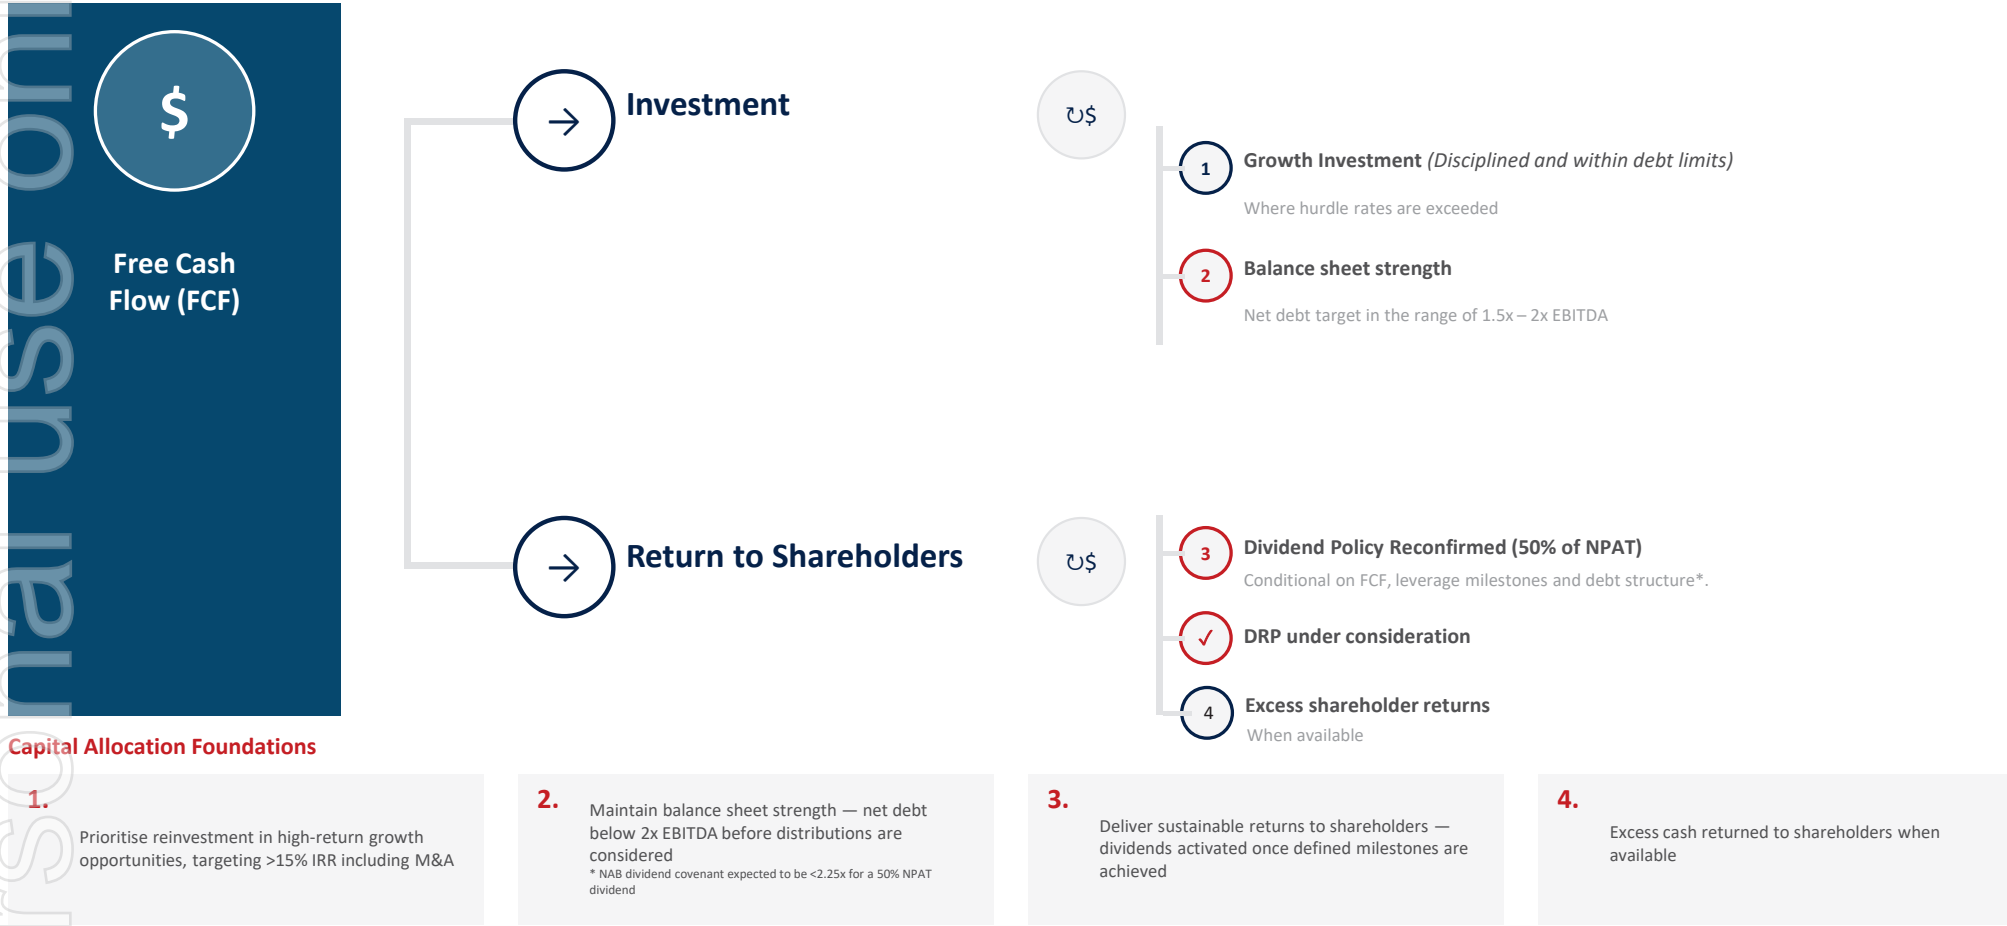 rsonal use onl
$
Free Cash
Flow (FCF)
→ Investment
↻$
1 Growth Investment (Disciplined and within debt limits)
Where hurdle rates are exceeded
2 Balance sheet strength
Net debt target in the range of 1.5x – 2x EBITDA
→ Return to Shareholders
↻$
3 Dividend Policy Reconfirmed (50% of NPAT)
Conditional on FCF, leverage milestones and debt structure*.
✓ DRP under consideration
4 Excess shareholder returns
When available
Capital Allocation Foundations
1.
Prioritise reinvestment in high-return growth
opportunities, targeting >15% IRR including M&A
2.
Maintain balance sheet strength — net debt
below 2x EBITDA before distributions are
considered
* NAB dividend covenant expected to be <2.25x for a 50% NPAT
dividend
3.
Deliver sustainable returns to shareholders —
dividends activated once defined milestones are
achieved
4.
Excess cash returned to shareholders when
available